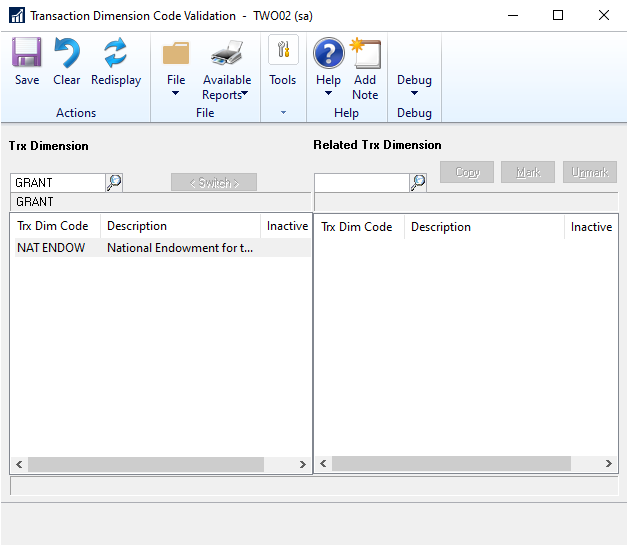 Transaction Dimension Code Validation - TWO02 (sa)
Save Clear Redisplay File Available Reports Tools Help Add Note Debug
Actions File Help Debug
Trx Dimension Related Trx Dimension
GRANT < Switch > Copy Mark Unmark
GRANT
Trx Dim Code Description Inactive Trx Dim Code Description Inactive
NAT ENDOW National Endowment for t...